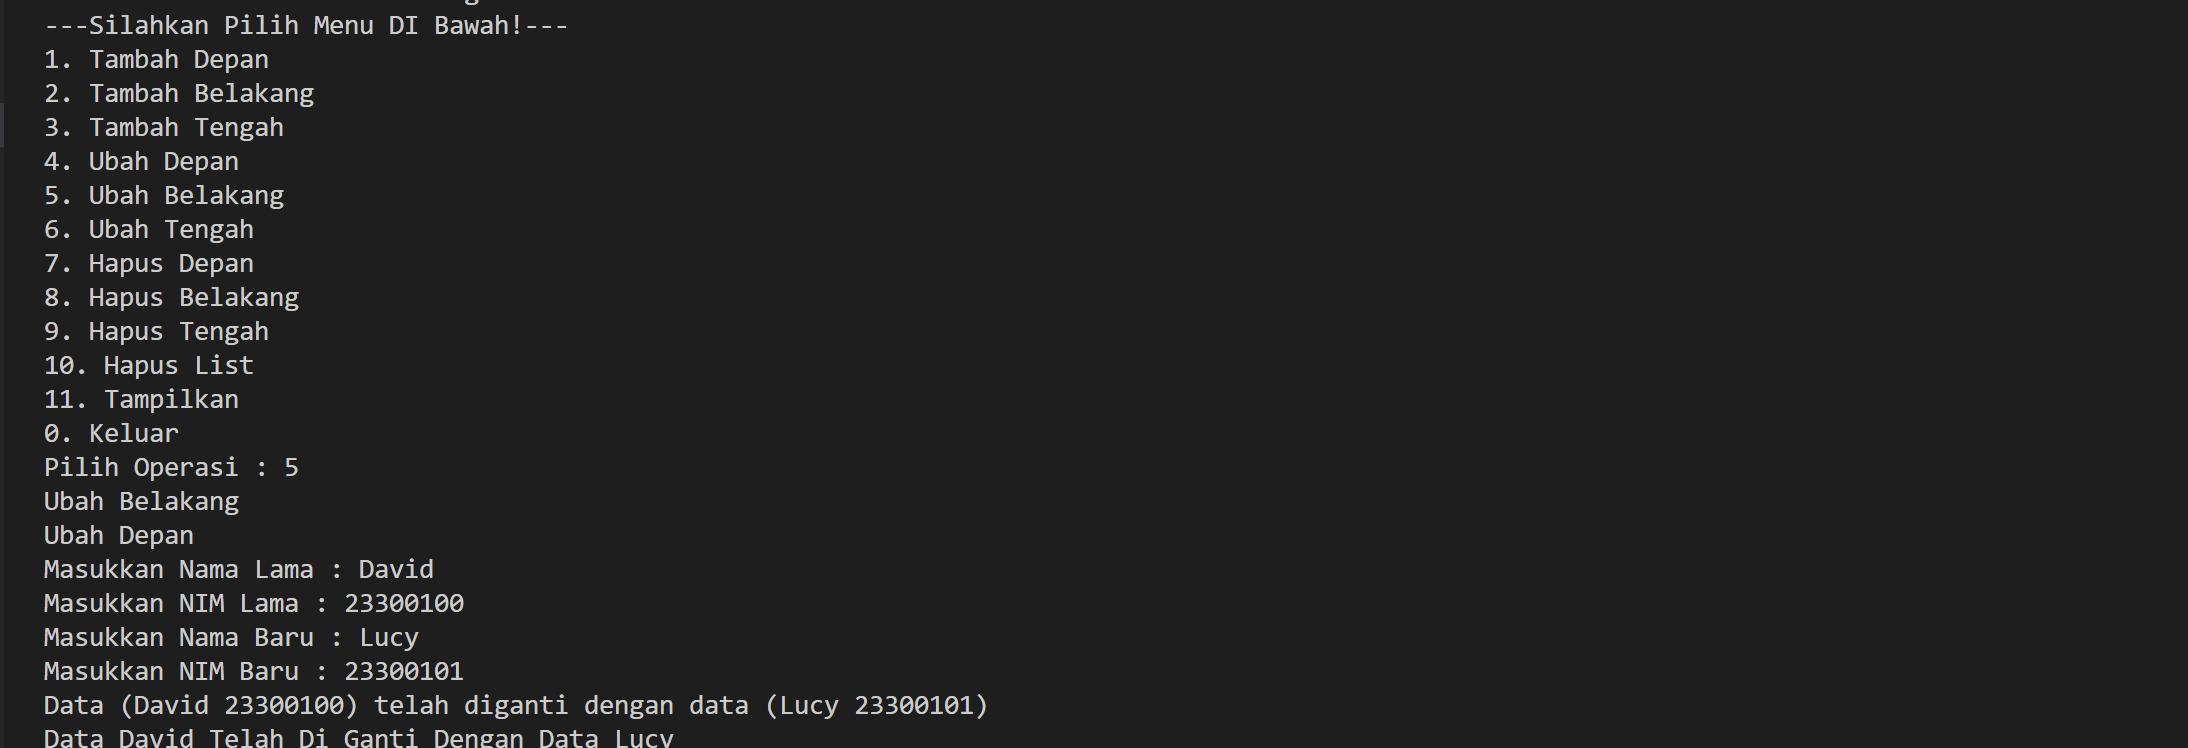 ---Silahkan Pilih Menu DI Bawah!---
1. Tambah Depan
2. Tambah Belakang
3. Tambah Tengah
4. Ubah Depan
5. Ubah Belakang
6. Ubah Tengah
7. Hapus Depan
8. Hapus Belakang
9. Hapus Tengah
10. Hapus List
11. Tampilkan
0. Keluar
Pilih Operasi : 5
Ubah Belakang
Ubah Depan
Masukkan Nama Lama : David
Masukkan NIM Lama : 23300100
Masukkan Nama Baru : Lucy
Masukkan NIM Baru : 23300101
Data (David 23300100) telah diganti dengan data (Lucy 23300101)
Data David Telah Di Ganti Dengan Data Lucy